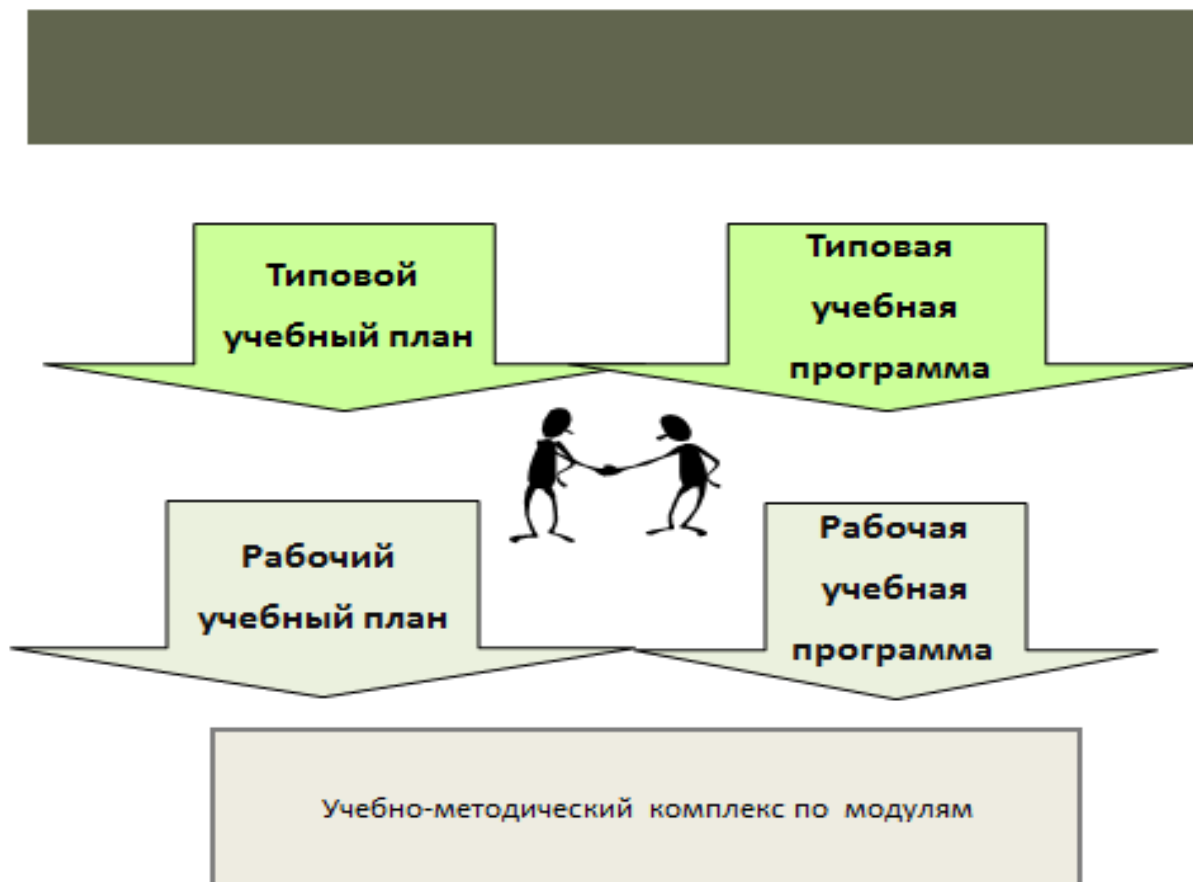 Типовой
учебный план
Типовая
учебная
программа
Рабочий
учебный план
Рабочая
учебная
программа
Учебно-методический комплекс по модулям